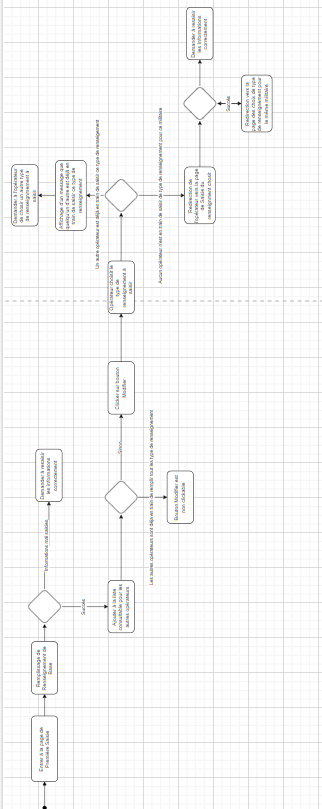 Entrer à la page de
Première Saisie
Remplissage de
Renseignement de
Base
Informations mal saisies
Demander à ressaisir
les informations
correctement
Succès
Ajouter à la liste
consultable pour les
autres opérateurs
Les autres opérateurs sont déjà en train de remplir tout les type de renseignement
Bouton Modifier est
non clickable
Sinon
Clicker sur bouton
Modifier
Opérateur choisit le
type de
renseignement à
saisir
Un autre opérateur est déjà en train de saisir ce type de renseignement
Affichage d'un message que
quelqu'un d'autre est déjà en
train de saisir ce type de
renseignement
Demander à l'opérateur
de choisir un autre type
de renseignement à
saisir
Aucun opérateur n'est en train de saisir ce type de renseignement pour ce militaire
Redirection de
l'opérateur vers la page
de Saisie du
renseignement choisit
Succès
Redirection vers la
page des choix de type
de renseignement pour
le même militaire
Demander à ressaisir
les informations
correctement